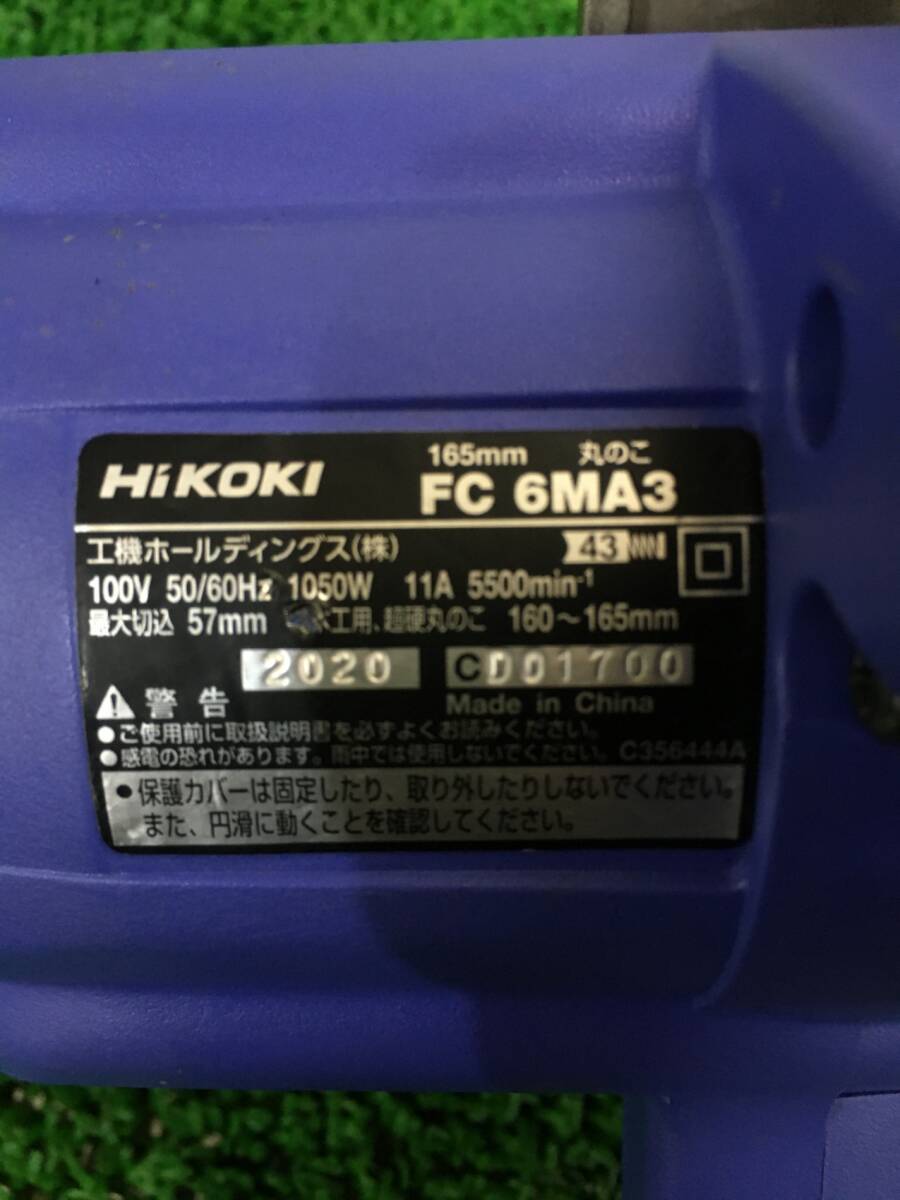 HiKOKI
165mm 丸のこ
FC 6MA3
工機ホールディングス(株) 43
100V 50/60Hz 1050W 11A 5500min⁻¹
最大切込 57mm 木工用、超硬丸のこ 160～165mm
2020 CD01700
Made in China
警告
●ご使用前に取扱説明書を必ずよくお読みください。
●感電の恐れがあります。雨中では使用しないでください。 C356444A
●保護カバーは固定したり、取り外したりしないでください。
また、円滑に動くことを確認してください。